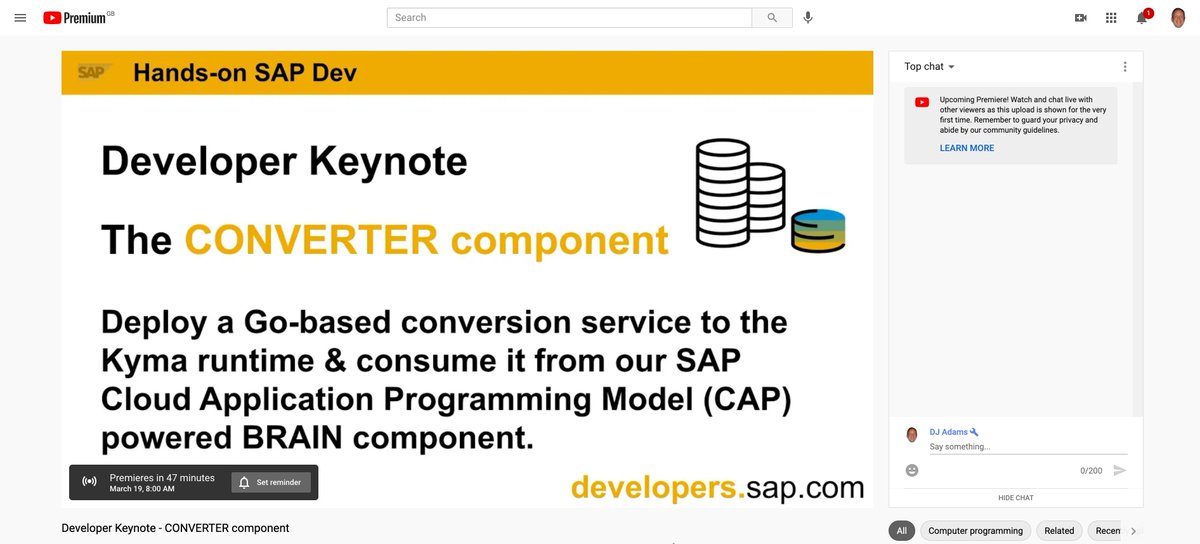 Premium GB
Search
1
SAP Hands-on SAP Dev
Developer Keynote
The CONVERTER component
Deploy a Go-based conversion service to the
Kyma runtime & consume it from our SAP
Cloud Application Programming Model (CAP)
powered BRAIN component.
Premieres in 47 minutes
March 19, 8:00 AM
Set reminder
developers.sap.com
Developer Keynote - CONVERTER component
Top chat
Upcoming Premiere! Watch and chat live with
other viewers as this upload is shown for the very
first time. Remember to guard your privacy and
abide by our community guidelines.
LEARN MORE
DJ Adams
Say something...
0/200
HIDE CHAT
All Computer programming Related Recen